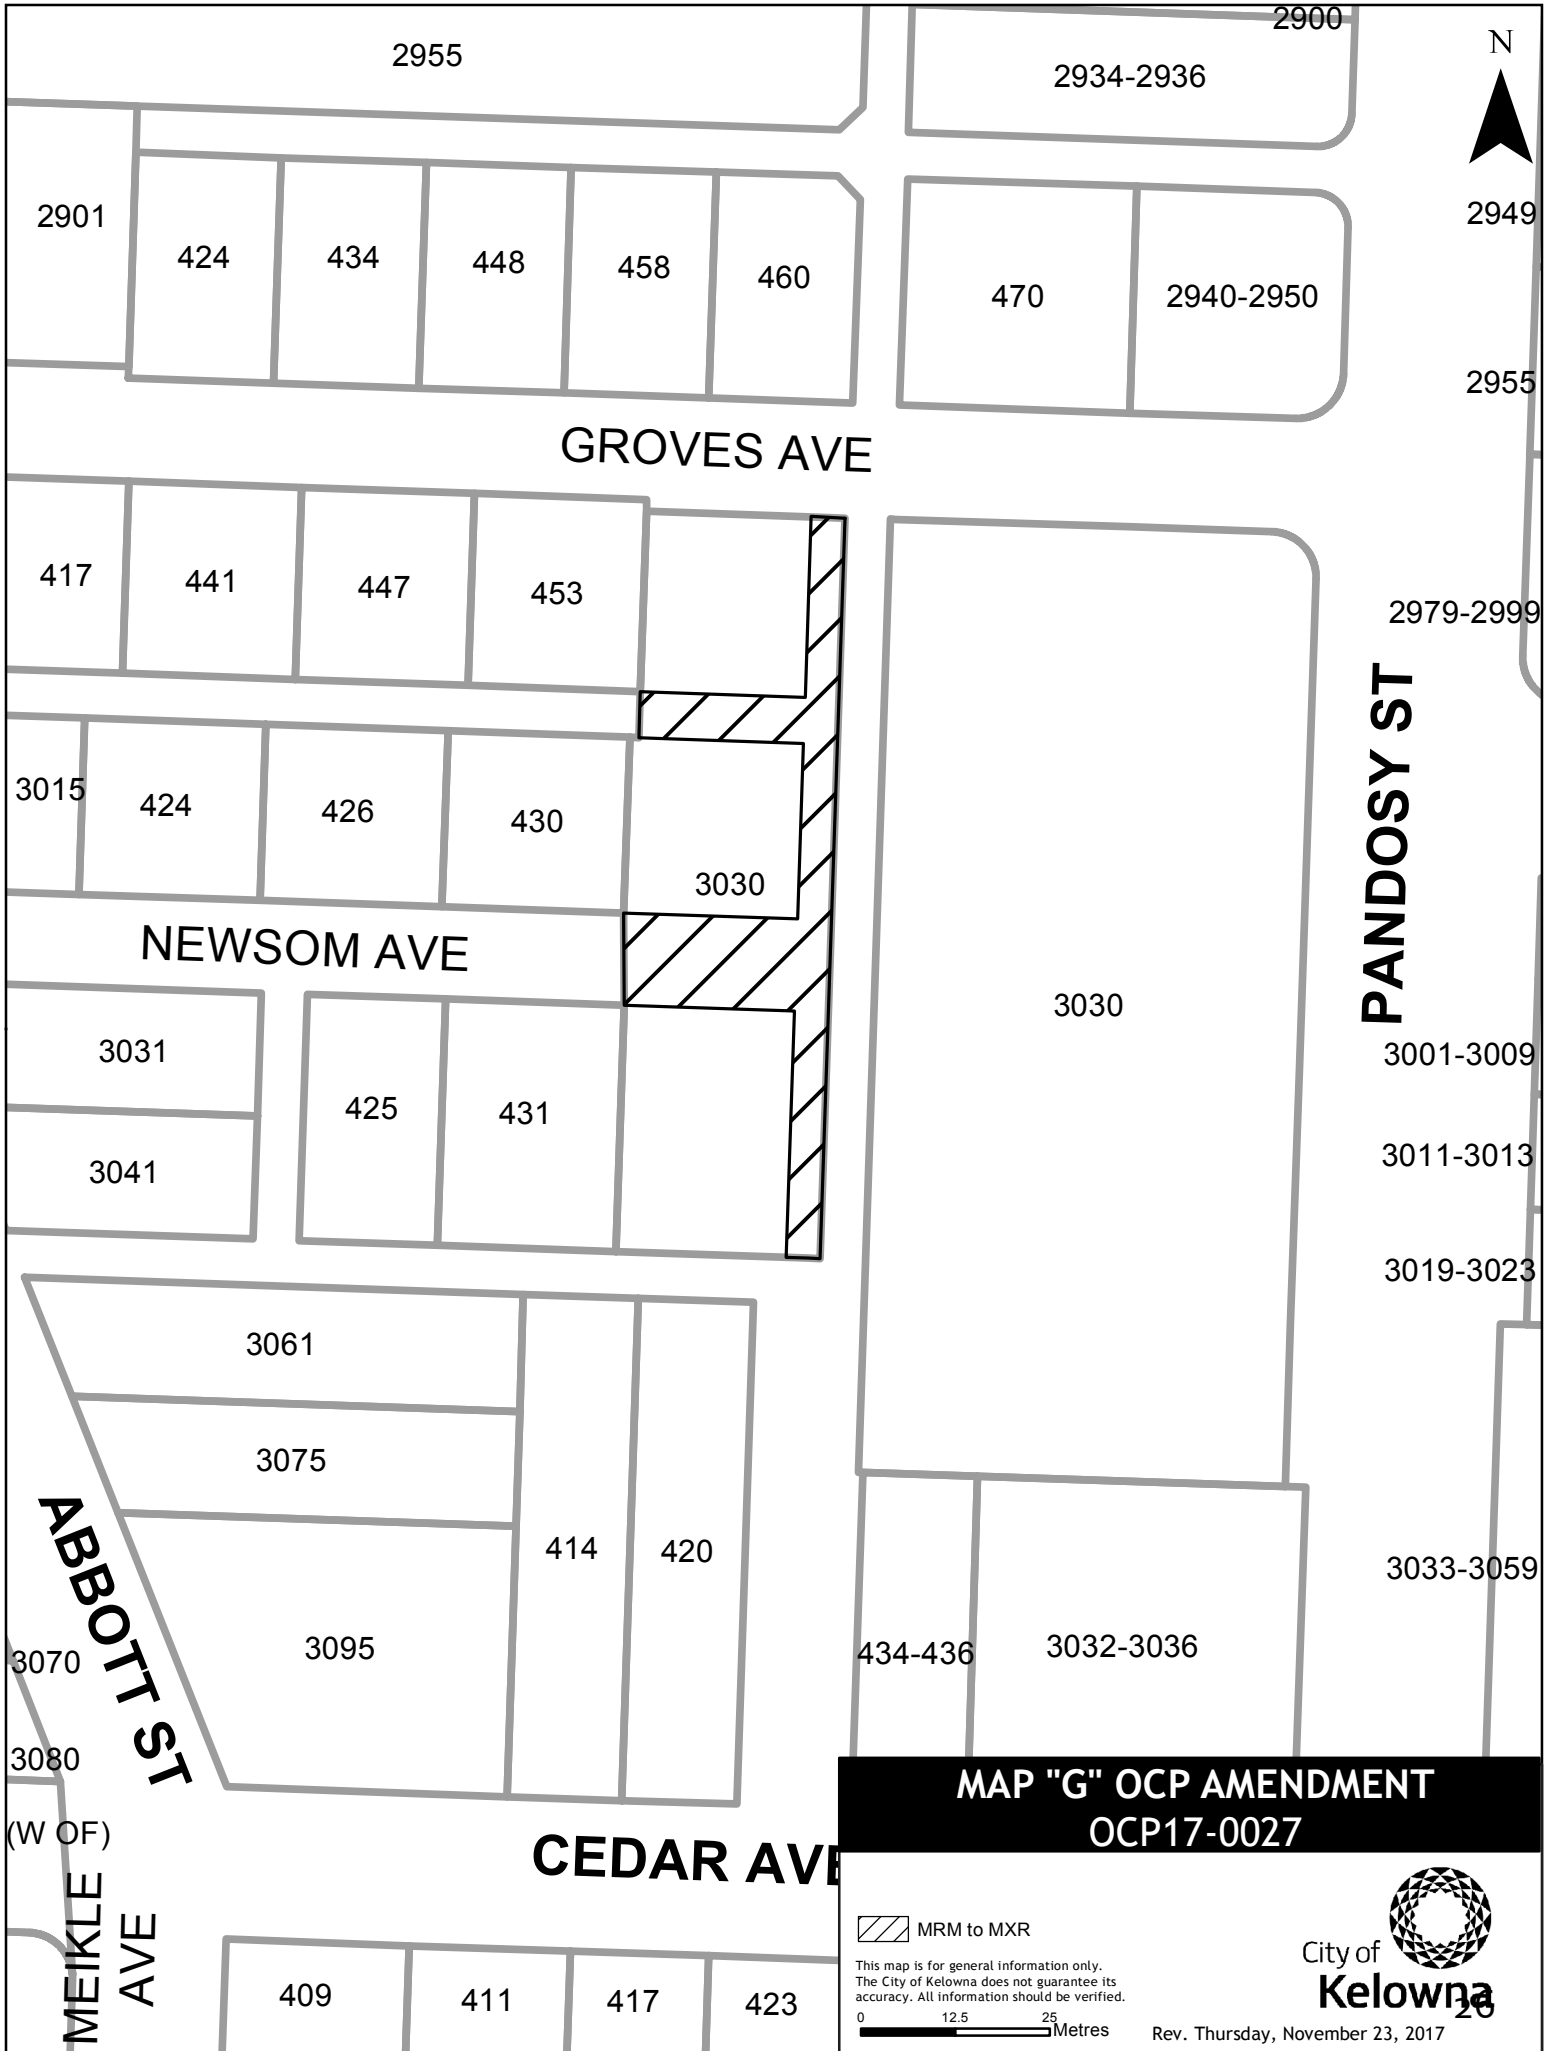 2900
2955
2934-2936
N
2901
424
434
448
458
460
470
2940-2950
2949
2955
GROVES AVE
417
441
447
453
2979-2999
PANDOSY ST
3015
424
426
430
3030
NEWSOM AVE
3030
3031
425
431
3001-3009
3041
3011-3013
3019-3023
3061
3075
ABBOTT ST
414
420
3033-3059
3095
434-436
3032-3036
3070
3080
(W OF)
MEIKLE
AVE
CEDAR AVE
409
411
417
423
MAP "G" OCP AMENDMENT
OCP17-0027
MRM to MXR
This map is for general information only.
The City of Kelowna does not guarantee its
accuracy. All information should be verified.
0 12.5 25
Metres
City of
Kelowna
26
Rev. Thursday, November 23, 2017